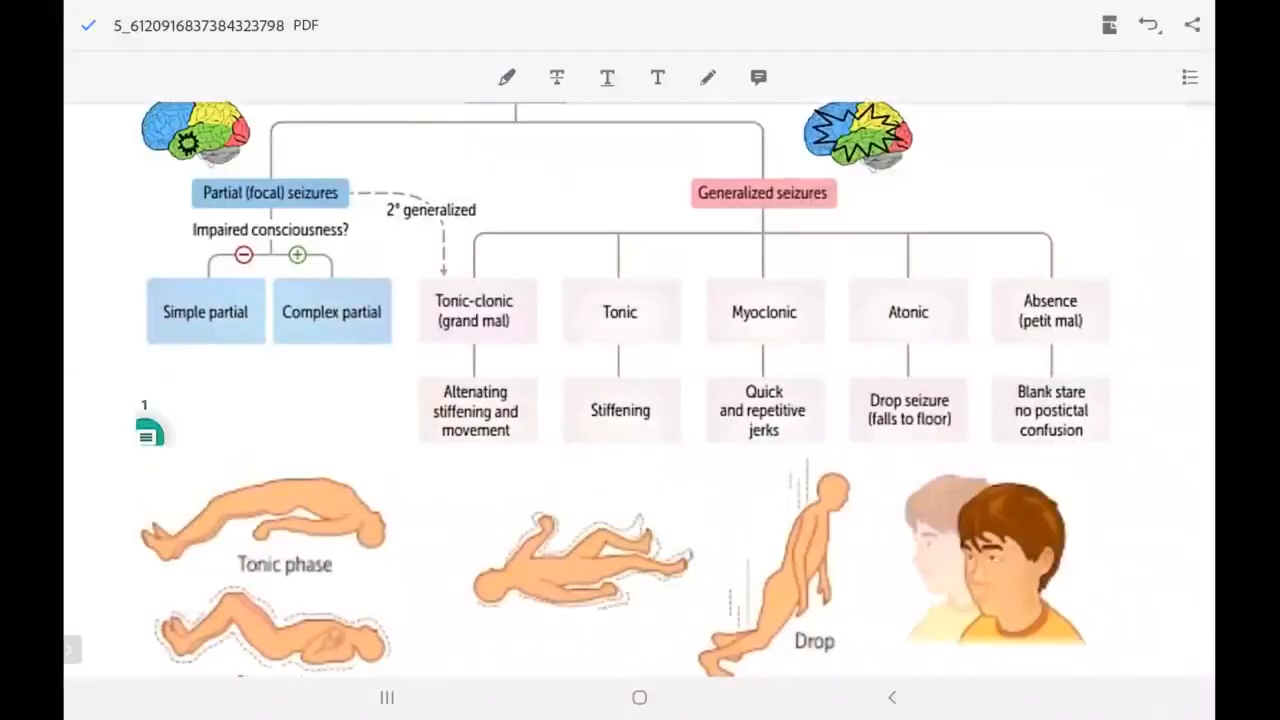 5_6120916837384323798 PDF
Partial (focal) seizures
2° generalized
Generalized seizures
Impaired consciousness?
Simple partial
Complex partial
Tonic-clonic
(grand mal)
Tonic
Myoclonic
Atonic
Absence
(petit mal)
Altenating
stiffening and
movement
Stiffening
Quick
and repetitive
jerks
Drop seizure
(falls to floor)
Blank stare
no postictal
confusion
1
Tonic phase
Drop